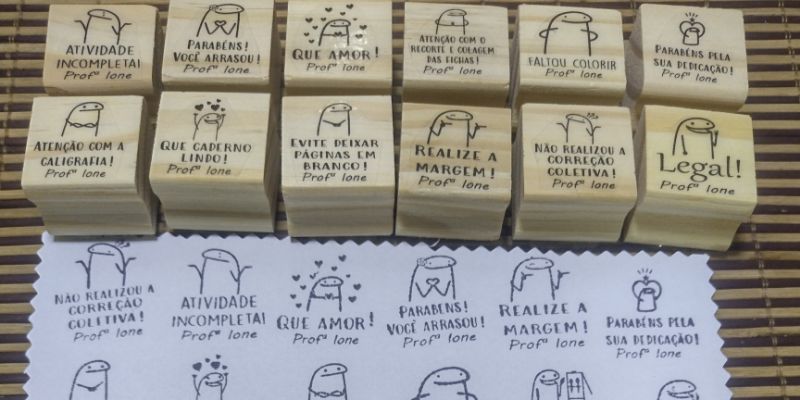 ATIVIDADE
INCOMPLETA!
Profª Ione
PARABÉNS!
VOCÊ ARRASOU!
Profª Ione
QUE AMOR!
Profª Ione
ATENÇÃO COM O
RECORTE E COLAGEM
DAS FICHAS!
Profª Ione
FALTOU COLORIR
Profª Ione
PARABÉNS PELA
SUA DEDICAÇÃO!
Profª Ione
ATENÇÃO COM A
CALIGRAFIA!
Profª Ione
QUE CADERNO
LINDO!
Profª Ione
EVITE DEIXAR
PÁGINAS EM
BRANCO!
Profª Ione
REALIZE A
MARGEM!
Profª Ione
NÃO REALIZOU A
CORREÇÃO
COLETIVA!
Profª Ione
Legal!
Profª Ione
NÃO REALIZOU A
CORREÇÃO
COLETIVA!
Profª Ione
ATIVIDADE
INCOMPLETA!
Profª Ione
QUE AMOR!
Profª Ione
PARABÉNS!
VOCÊ ARRASOU!
Profª Ione
REALIZE A
MARGEM!
Profª Ione
PARABÉNS PELA
SUA DEDICAÇÃO!
Profª Ione